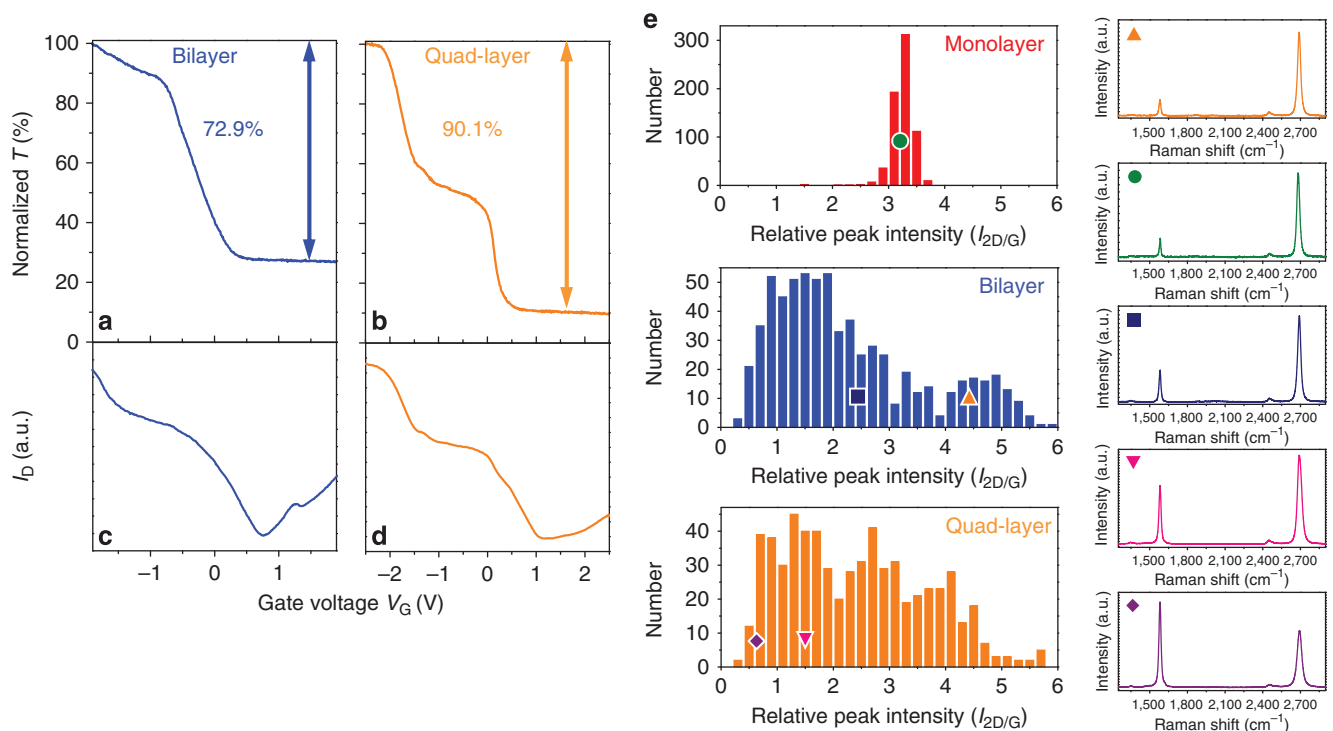 100
80
60
40
20
0
Normalized T (%)
Bilayer
72.9%
a
Quad-layer
90.1%
b
I_D (a.u.)
c
d
−1 0 1
−2 −1 0 1 2
Gate voltage V_G (V)
e
300
200
100
0
Number
Monolayer
0 1 2 3 4 5 6
Relative peak intensity (I_2D/G)
50
40
30
20
10
0
Number
Bilayer
0 1 2 3 4 5 6
Relative peak intensity (I_2D/G)
40
30
20
10
0
Number
Quad-layer
0 1 2 3 4 5 6
Relative peak intensity (I_2D/G)
Intensity (a.u.)
1,500 1,800 2,100 2,400 2,700
Raman shift (cm⁻¹)
Intensity (a.u.)
1,500 1,800 2,100 2,400 2,700
Raman shift (cm⁻¹)
Intensity (a.u.)
1,500 1,800 2,100 2,400 2,700
Raman shift (cm⁻¹)
Intensity (a.u.)
1,500 1,800 2,100 2,400 2,700
Raman shift (cm⁻¹)
Intensity (a.u.)
1,500 1,800 2,100 2,400 2,700
Raman shift (cm⁻¹)